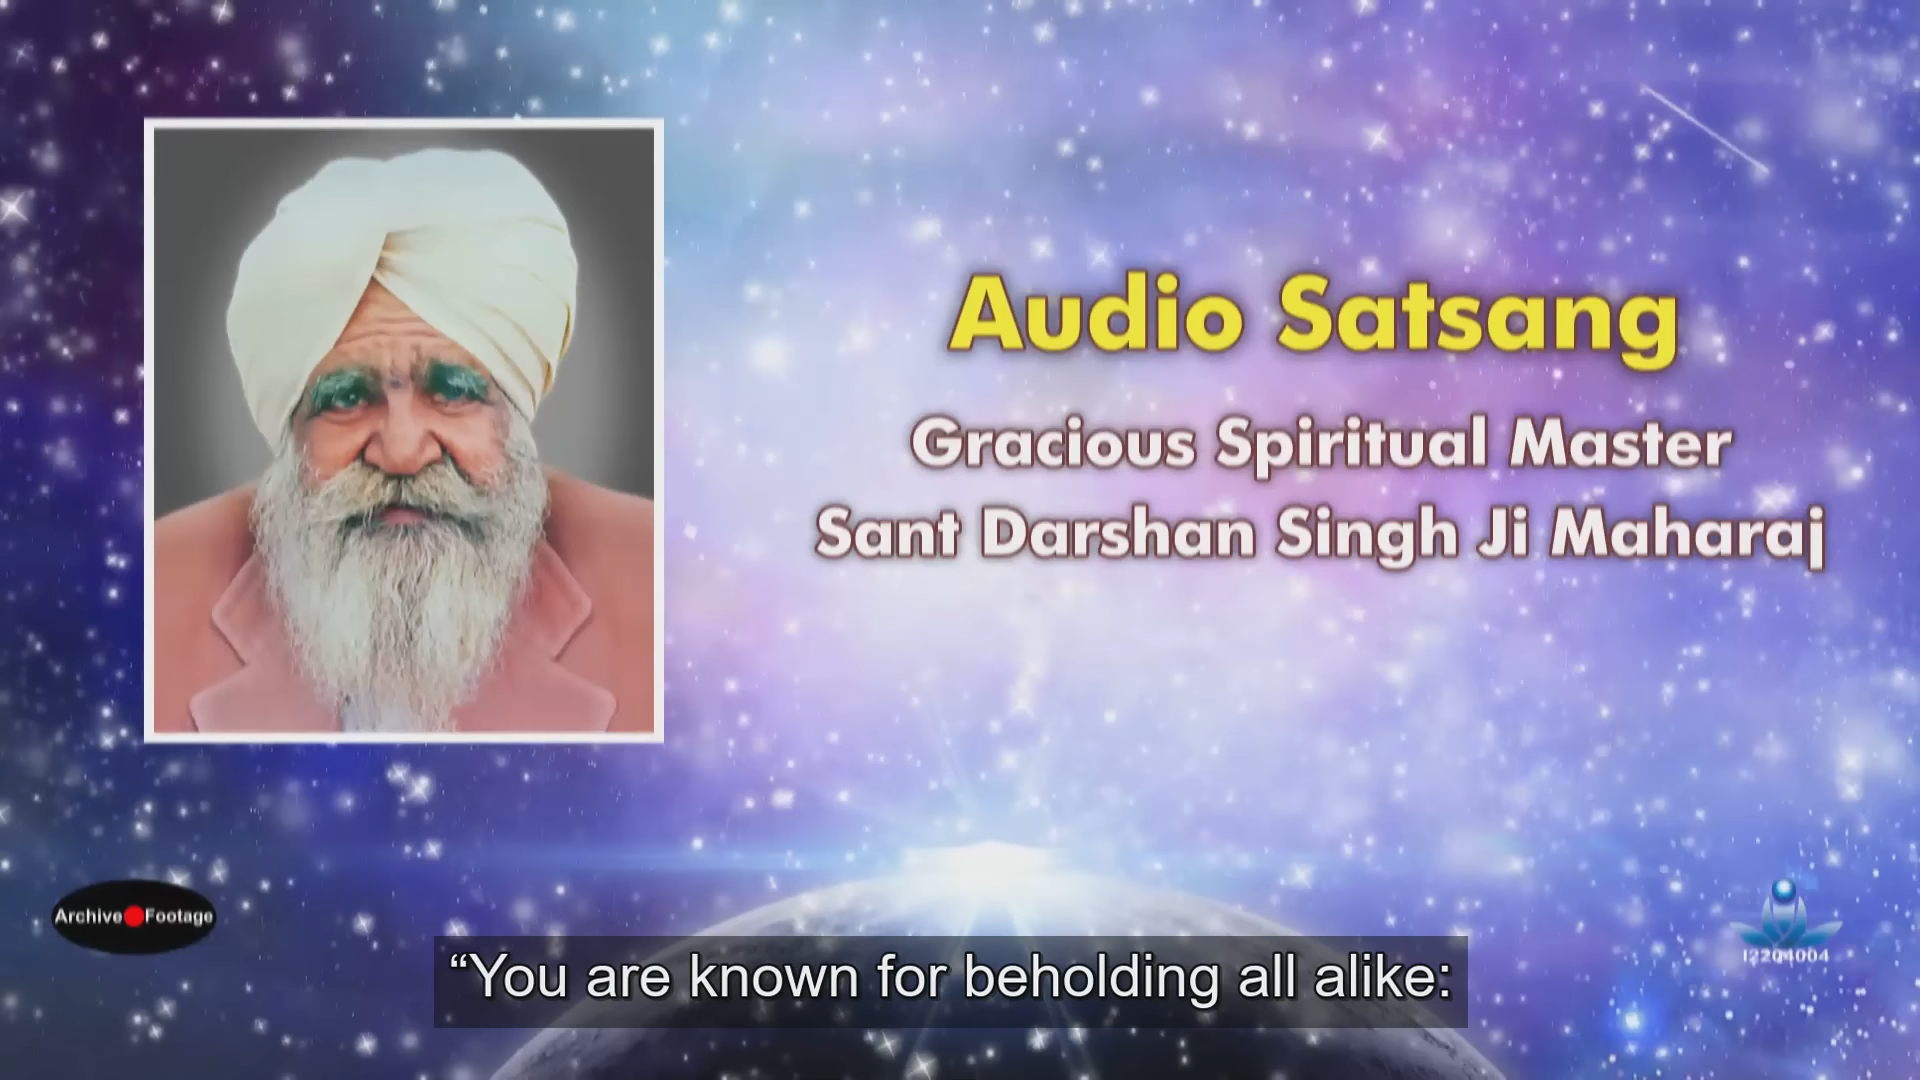 Audio Satsang
Gracious Spiritual Master
Sant Darshan Singh Ji Maharaj
Archive Footage
12204004
“You are known for beholding all alike: